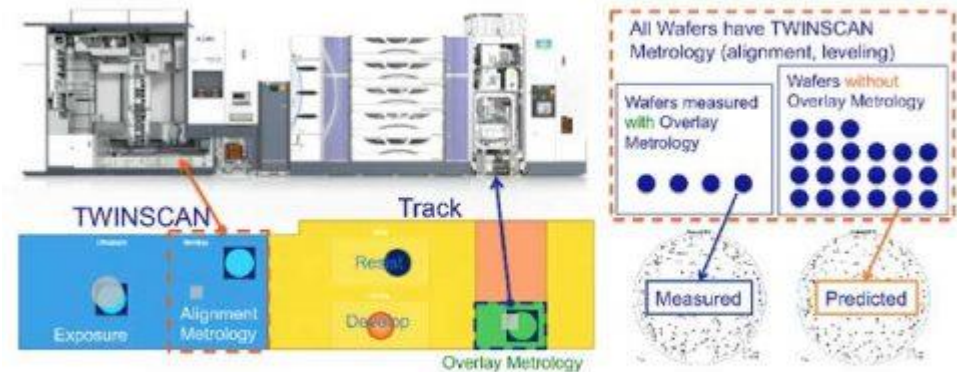 All Wafers have TWINSCAN
Metrology (alignment, leveling)
Wafers measured
with Overlay
Metrology
Wafers without
Overlay Metrology
TWINSCAN
Track
Exposure
Alignment
Metrology
Resist
Develop
Overlay Metrology
Measured
Predicted